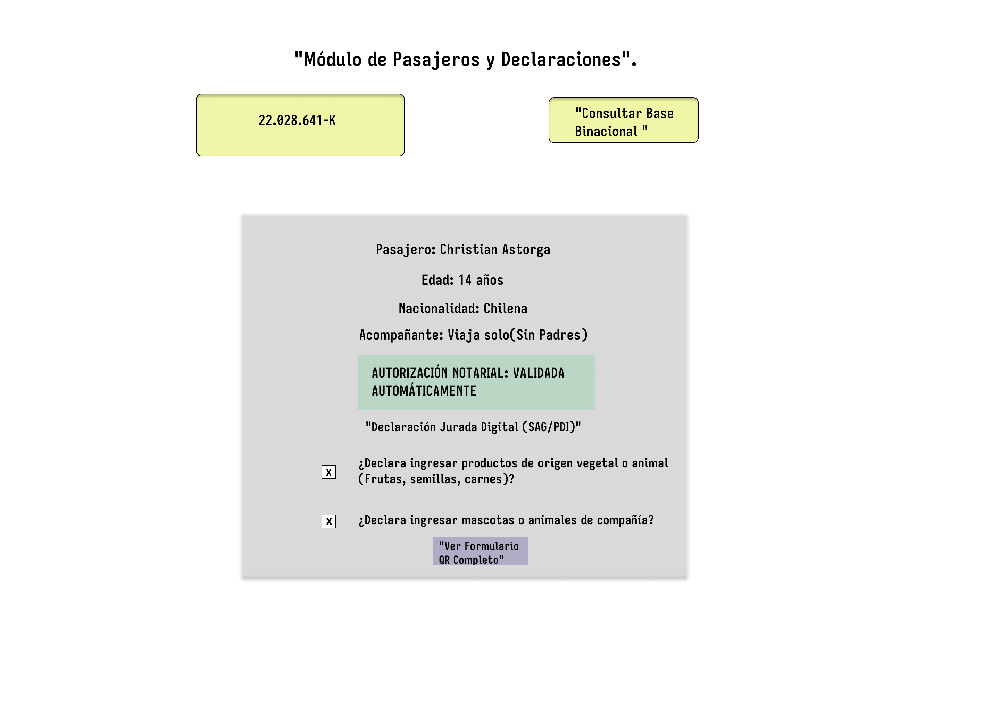 "Módulo de Pasajeros y Declaraciones".
22.028.641-K
"Consultar Base
Binacional "
Pasajero: Christian Astorga
Edad: 14 años
Nacionalidad: Chilena
Acompañante: Viaja solo(Sin Padres)
AUTORIZACIÓN NOTARIAL: VALIDADA
AUTOMÁTICAMENTE
"Declaración Jurada Digital (SAG/PDI)"
x ¿Declara ingresar productos de origen vegetal o animal
(Frutas, semillas, carnes)?
X ¿Declara ingresar mascotas o animales de compañía?
"Ver Formulario
QR Completo"